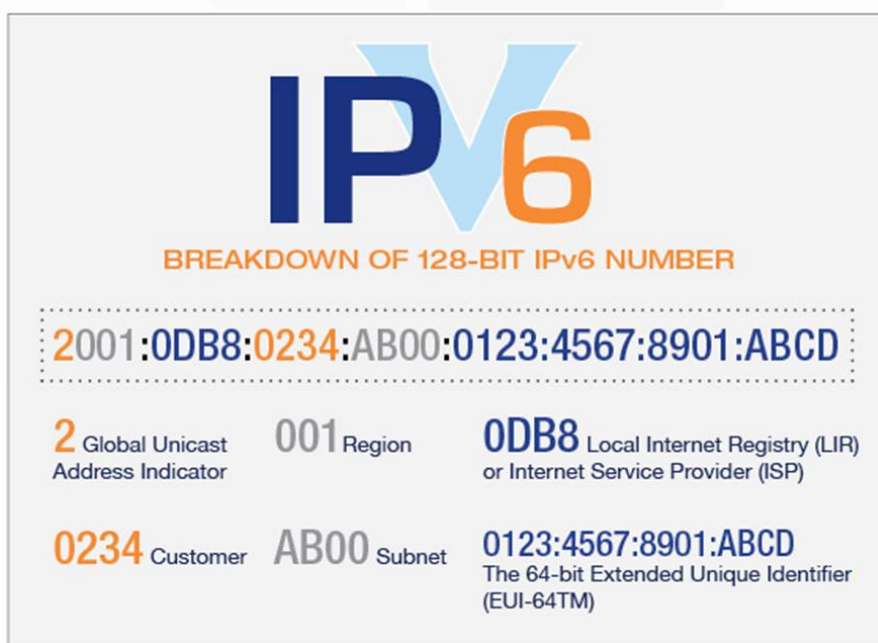 IPV6
BREAKDOWN OF 128-BIT IPv6 NUMBER
2001:0DB8:0234:AB00:0123:4567:8901:ABCD
2 Global Unicast
Address Indicator
001 Region
0DB8 Local Internet Registry (LIR)
or Internet Service Provider (ISP)
0234 Customer
AB00 Subnet
0123:4567:8901:ABCD
The 64-bit Extended Unique Identifier
(EUI-64TM)